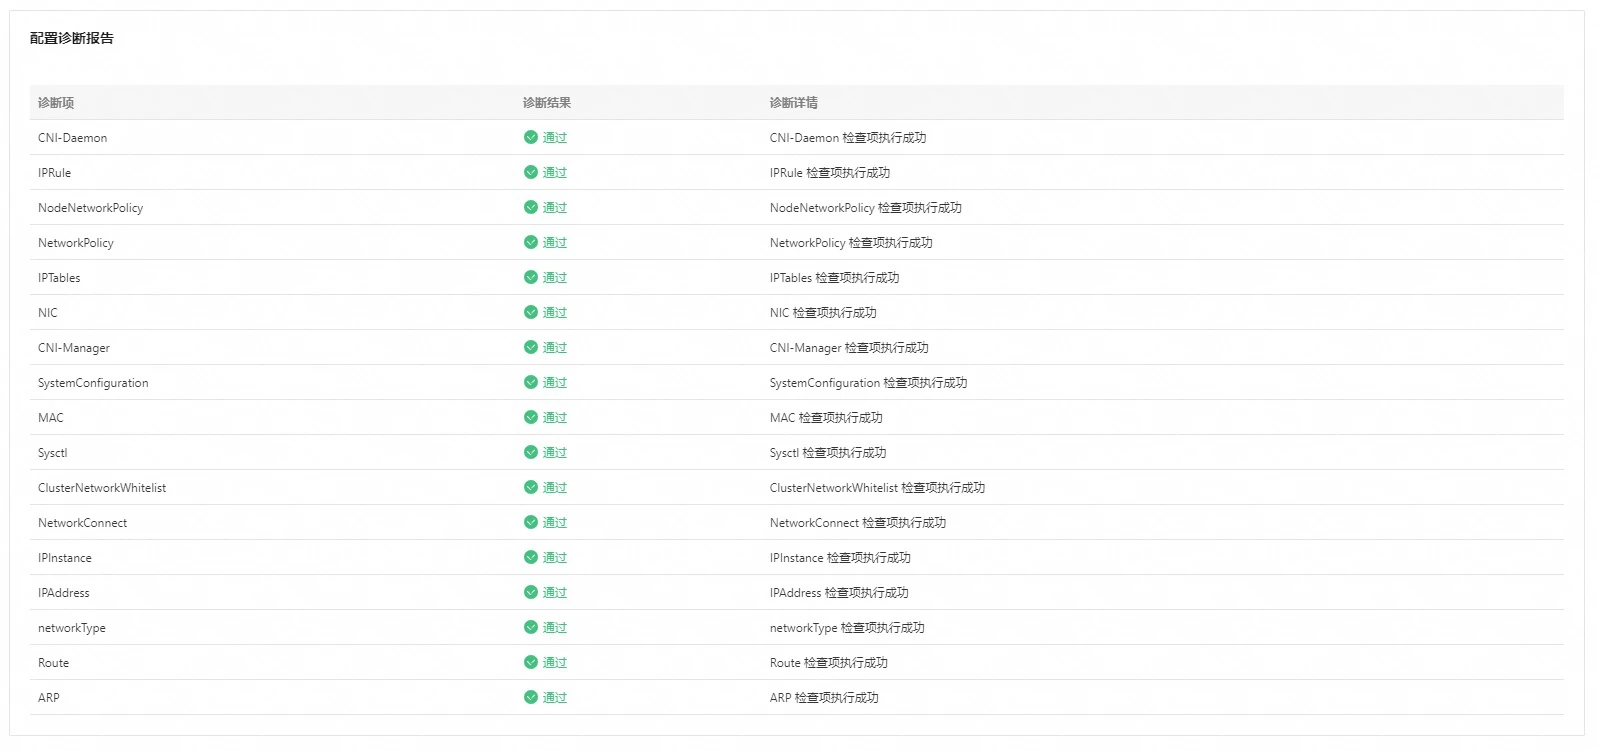 配置诊断报告
诊断项 诊断结果 诊断详情
CNI-Daemon 通过 CNI-Daemon 检查项执行成功
IPRule 通过 IPRule 检查项执行成功
NodeNetworkPolicy 通过 NodeNetworkPolicy 检查项执行成功
NetworkPolicy 通过 NetworkPolicy 检查项执行成功
IPTables 通过 IPTables 检查项执行成功
NIC 通过 NIC 检查项执行成功
CNI-Manager 通过 CNI-Manager 检查项执行成功
SystemConfiguration 通过 SystemConfiguration 检查项执行成功
MAC 通过 MAC 检查项执行成功
Sysctl 通过 Sysctl 检查项执行成功
ClusterNetworkWhitelist 通过 ClusterNetworkWhitelist 检查项执行成功
NetworkConnect 通过 NetworkConnect 检查项执行成功
IPInstance 通过 IPInstance 检查项执行成功
IPAddress 通过 IPAddress 检查项执行成功
networkType 通过 networkType 检查项执行成功
Route 通过 Route 检查项执行成功
ARP 通过 ARP 检查项执行成功